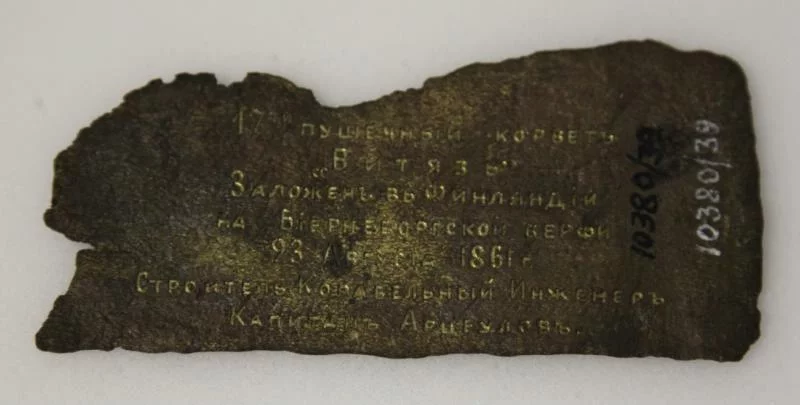 17ти пушечный корветъ
„Витязь"
Заложенъ въ Финляндiи
на Бiернеборгской верфи
23 Августа 1861 г.
Строитель Корабельный Инженеръ
Капитанъ Арцеуловъ.
10380/39
10380/39